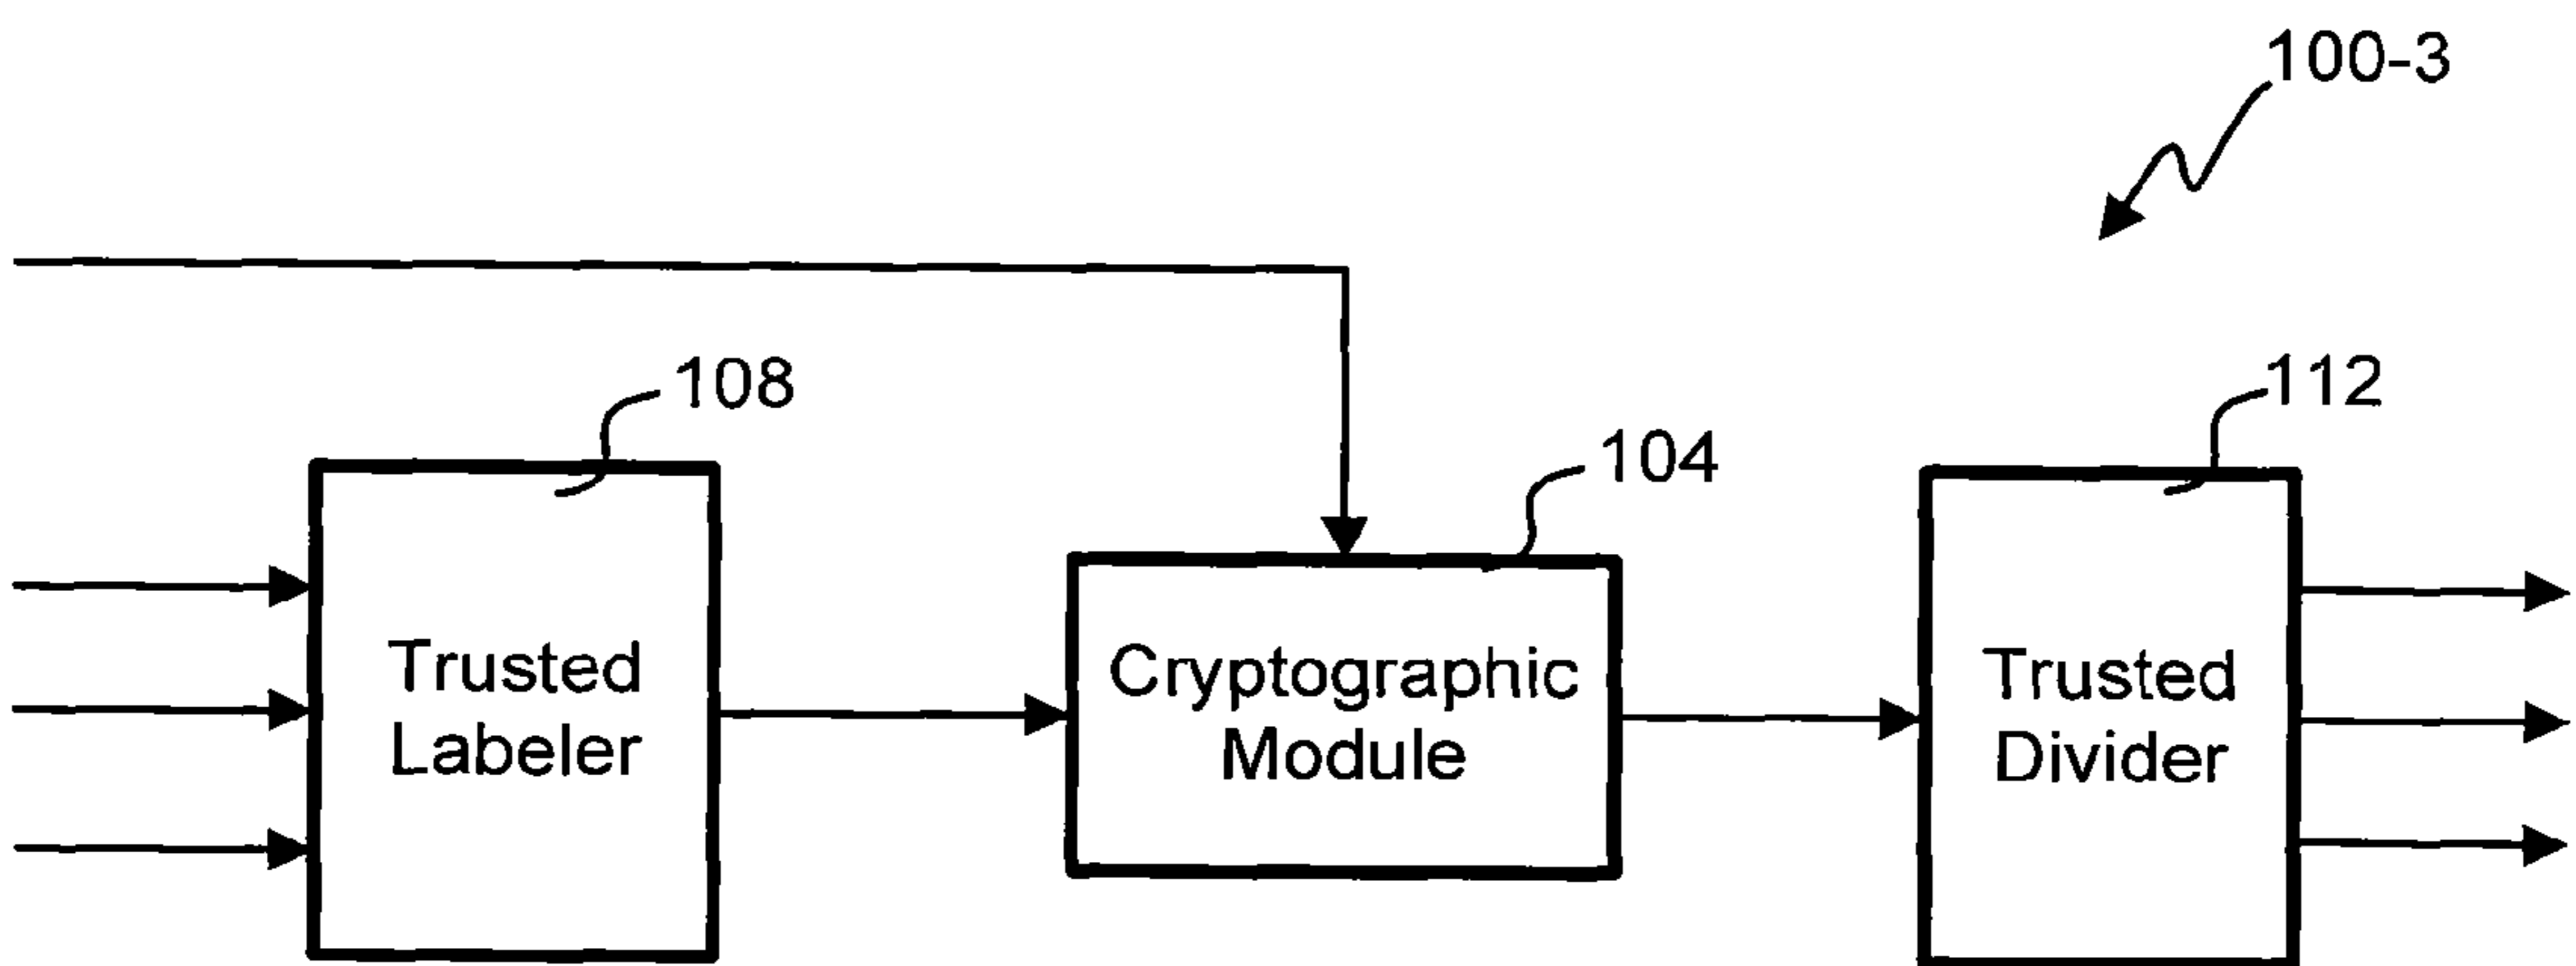 100-3
108
112
104
Trusted
Labeler
Cryptographic
Module
Trusted
Divider